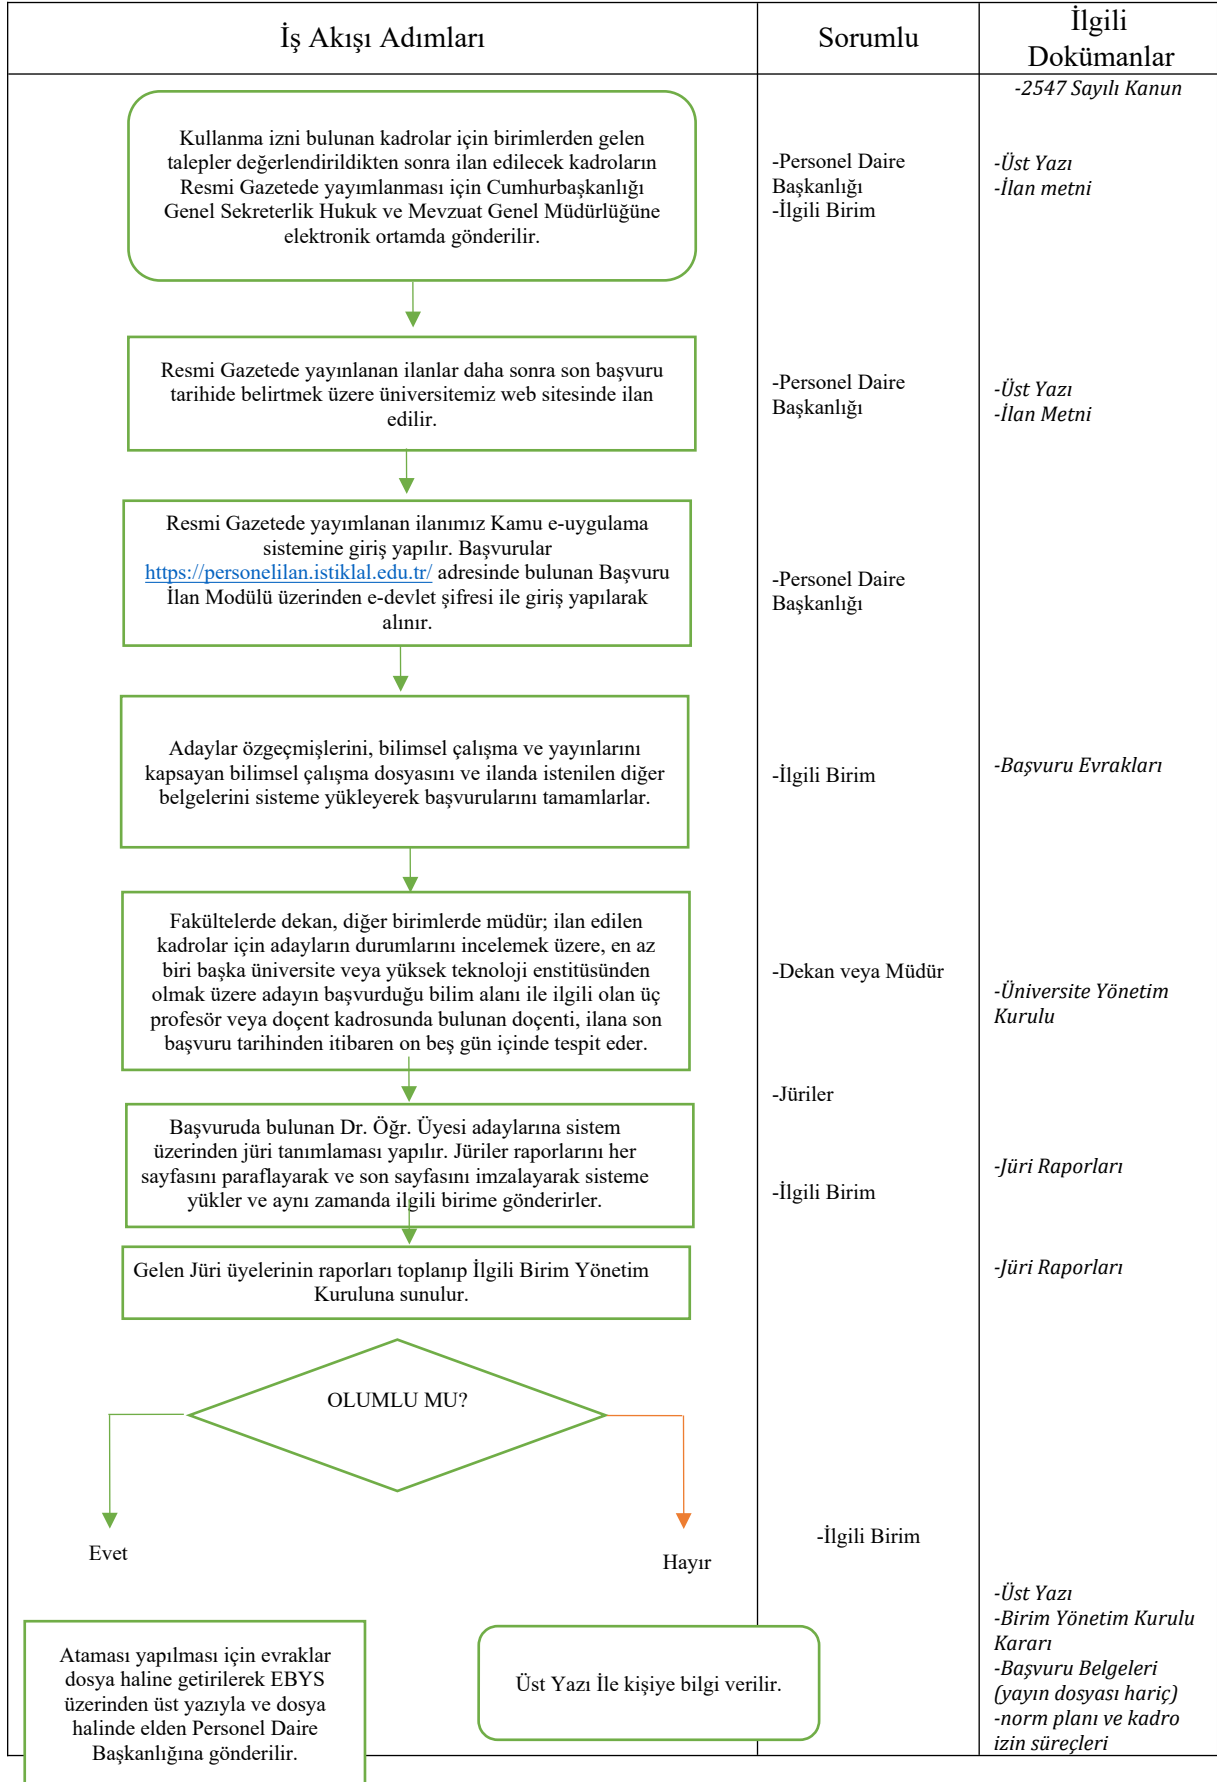 İş Akışı Adımları
Sorumlu
İlgili
Dokümanlar
-2547 Sayılı Kanun
Kullanma izni bulunan kadrolar için birimlerden gelen
talepler değerlendirildikten sonra ilan edilecek kadroların
Resmi Gazetede yayımlanması için Cumhurbaşkanlığı
Genel Sekreterlik Hukuk ve Mevzuat Genel Müdürlüğüne
elektronik ortamda gönderilir.
-Personel Daire
Başkanlığı
-İlgili Birim
-Üst Yazı
-İlan metni
Resmi Gazetede yayınlanan ilanlar daha sonra son başvuru
tarihide belirtmek üzere üniversitemiz web sitesinde ilan
edilir.
-Personel Daire
Başkanlığı
-Üst Yazı
-İlan Metni
Resmi Gazetede yayımlanan ilanımız Kamu e-uygulama
sistemine giriş yapılır. Başvurular
https://personelilan.istiklal.edu.tr/ adresinde bulunan Başvuru
İlan Modülü üzerinden e-devlet şifresi ile giriş yapılarak
alınır.
-Personel Daire
Başkanlığı
Adaylar özgeçmişlerini, bilimsel çalışma ve yayınlarını
kapsayan bilimsel çalışma dosyasını ve ilanda istenilen diğer
belgelerini sisteme yükleyerek başvurularını tamamlarlar.
-İlgili Birim
-Başvuru Evrakları
Fakültelerde dekan, diğer birimlerde müdür; ilan edilen
kadrolar için adayların durumlarını incelemek üzere, en az
biri başka üniversite veya yüksek teknoloji enstitüsünden
olmak üzere adayın başvurduğu bilim alanı ile ilgili olan üç
profesör veya doçent kadrosunda bulunan doçenti, ilana son
başvuru tarihinden itibaren on beş gün içinde tespit eder.
-Dekan veya Müdür
-Üniversite Yönetim
Kurulu
-Jüriler
Başvuruda bulunan Dr. Öğr. Üyesi adaylarına sistem
üzerinden jüri tanımlaması yapılır. Jüriler raporlarını her
sayfasını paraflayarak ve son sayfasını imzalayarak sisteme
yükler ve aynı zamanda ilgili birime gönderirler.
-İlgili Birim
-Jüri Raporları
Gelen Jüri üyelerinin raporları toplanıp İlgili Birim Yönetim
Kuruluna sunulur.
-Jüri Raporları
OLUMLU MU?
Evet
Hayır
-İlgili Birim
Ataması yapılması için evraklar
dosya haline getirilerek EBYS
üzerinden üst yazıyla ve dosya
halinde elden Personel Daire
Başkanlığına gönderilir.
Üst Yazı İle kişiye bilgi verilir.
-Üst Yazı
-Birim Yönetim Kurulu
Kararı
-Başvuru Belgeleri
(yayın dosyası hariç)
-norm planı ve kadro
izin süreçleri